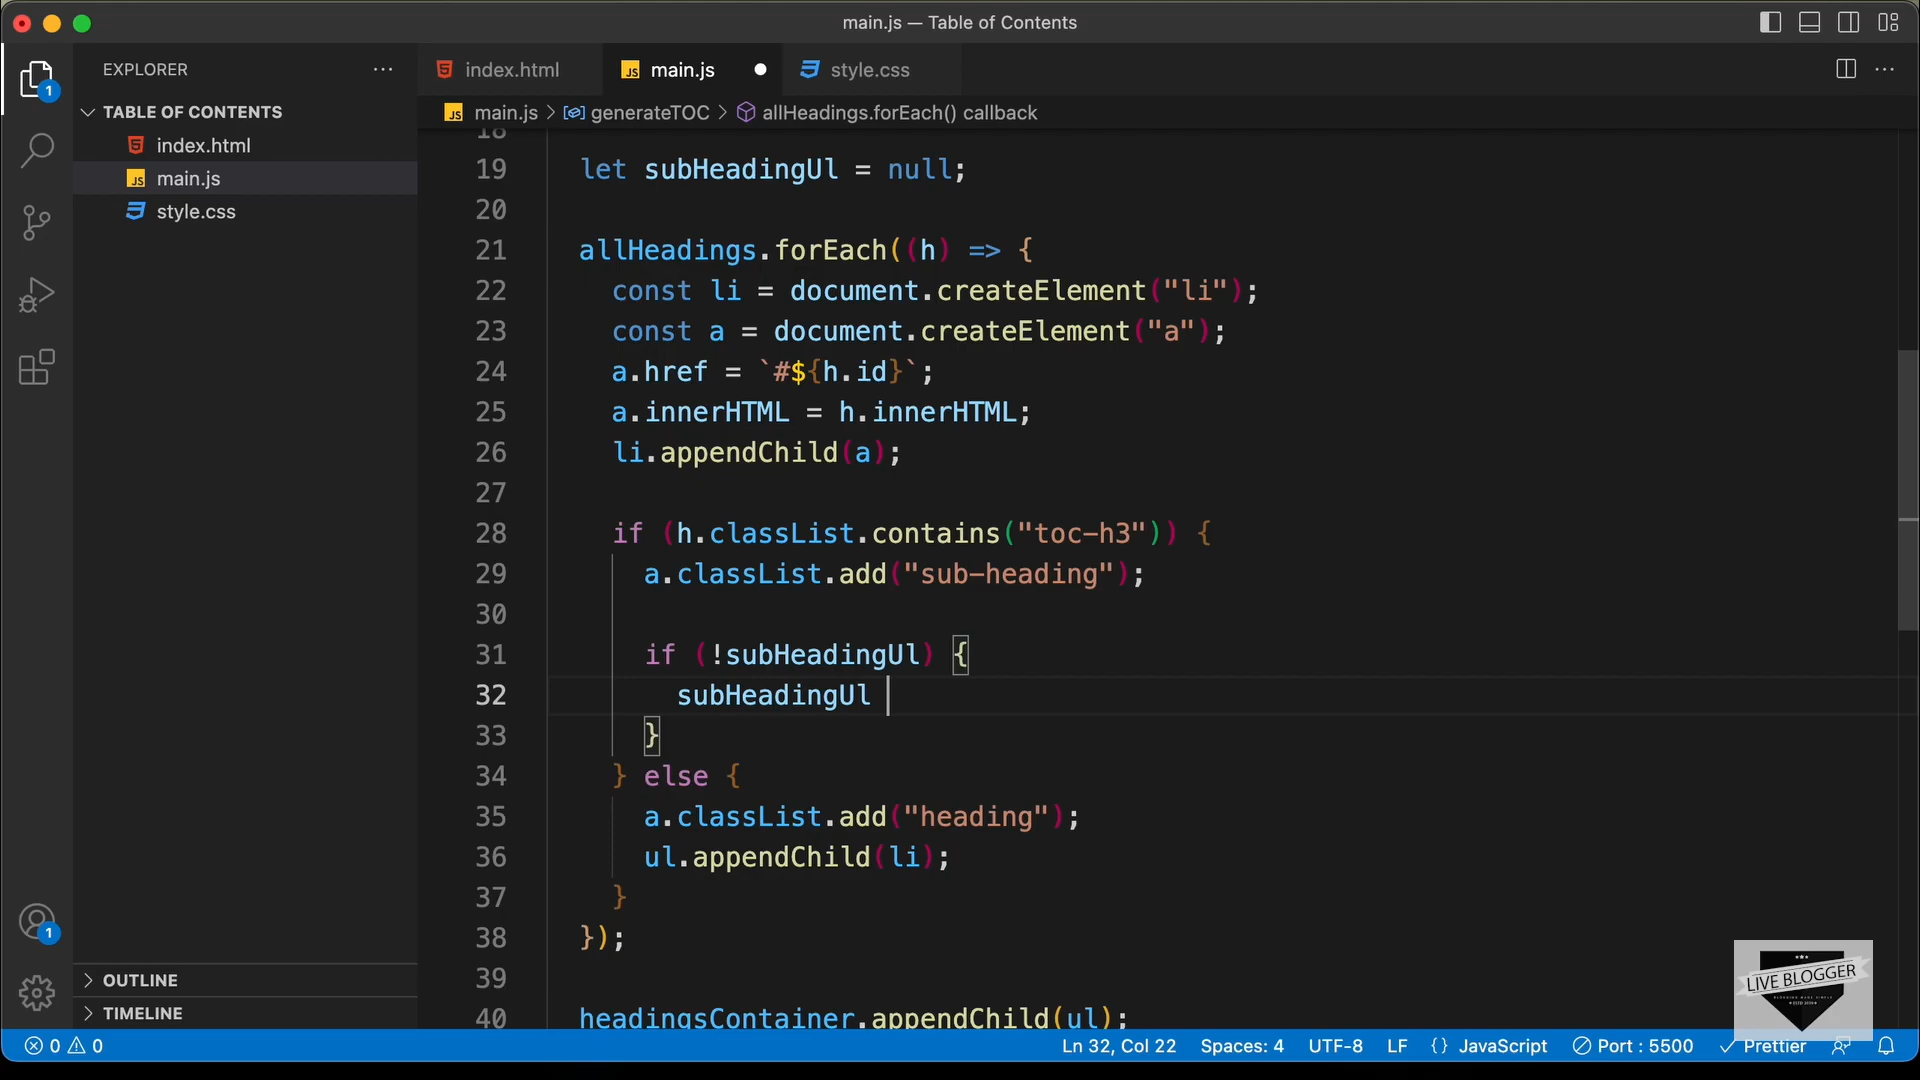 main.js — Table of Contents
EXPLORER
TABLE OF CONTENTS
index.html
main.js
style.css
OUTLINE
TIMELINE
index.html
main.js
style.css
main.js > generateTOC > allHeadings.forEach() callback
18
19 let subHeadingUl = null;
20
21 allHeadings.forEach((h) => {
22 const li = document.createElement("li");
23 const a = document.createElement("a");
24 a.href = `#${h.id}`;
25 a.innerHTML = h.innerHTML;
26 li.appendChild(a);
27
28 if (h.classList.contains("toc-h3")) {
29 a.classList.add("sub-heading");
30
31 if (!subHeadingUl) {
32 subHeadingUl
33 }
34 } else {
35 a.classList.add("heading");
36 ul.appendChild(li);
37 }
38 });
39
40 headingsContainer.appendChild(ul);
1
1
LIVE BLOGGER
0 0 Ln 32, Col 22 Spaces: 4 UTF-8 LF {} JavaScript Port : 5500 Prettier